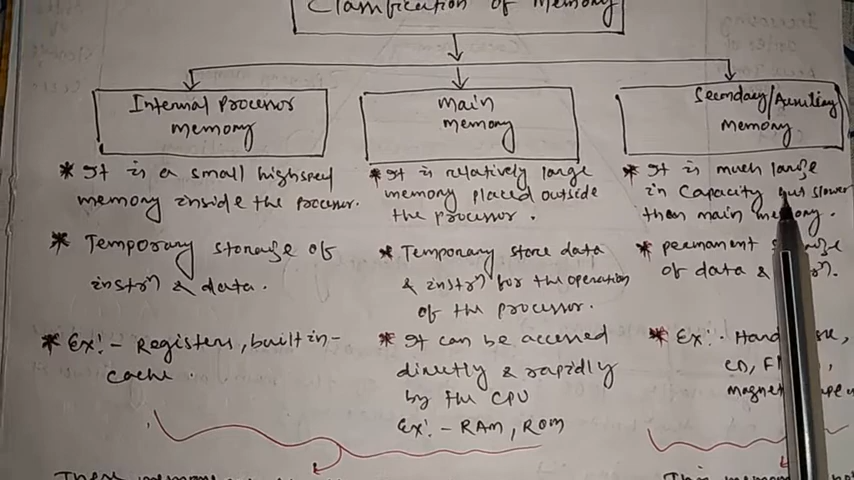 Classification of Memory
Internal Processor
memory
main
memory
Secondary/Auxiliary
memory
* It is a small highspeed
memory inside the processor.
* Temporary storage of
instrn & data.
* Ex! - Registers, built in-
cache.
* It is relatively large
memory placed outside
the processor.
* Temporary store data
& instrn for the operation
of the processor.
* It can be accessed
directly & rapidly
by the CPU
Ex! - RAM, ROM
* It is much large
in capacity but slower
than main memory.
* permanent
of data &
* Ex: - Hard
CD,
magnet